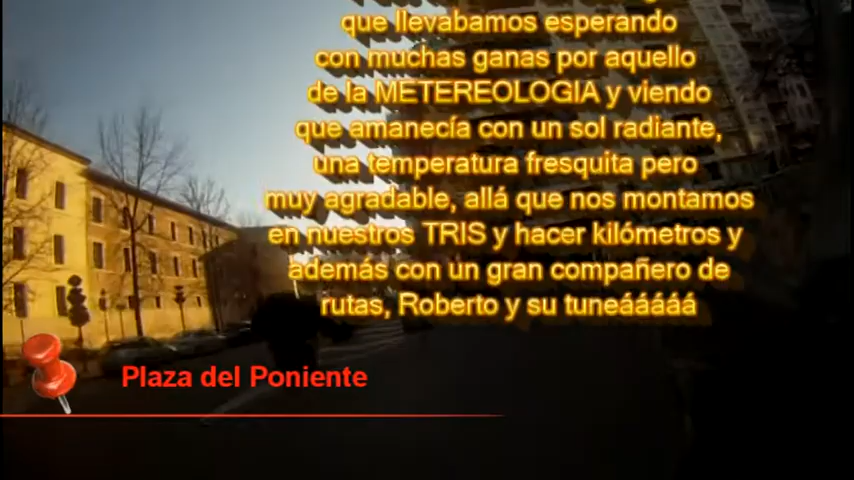 que llevabamos esperando
con muchas ganas por aquello
de la METEREOLOGIA y viendo
que amanecía con un sol radiante,
una temperatura fresquita pero
muy agradable, allá que nos montamos
en nuestros TRIS y hacer kilómetros y
además con un gran compañero de
rutas, Roberto y su tuneááááá
Plaza del Poniente